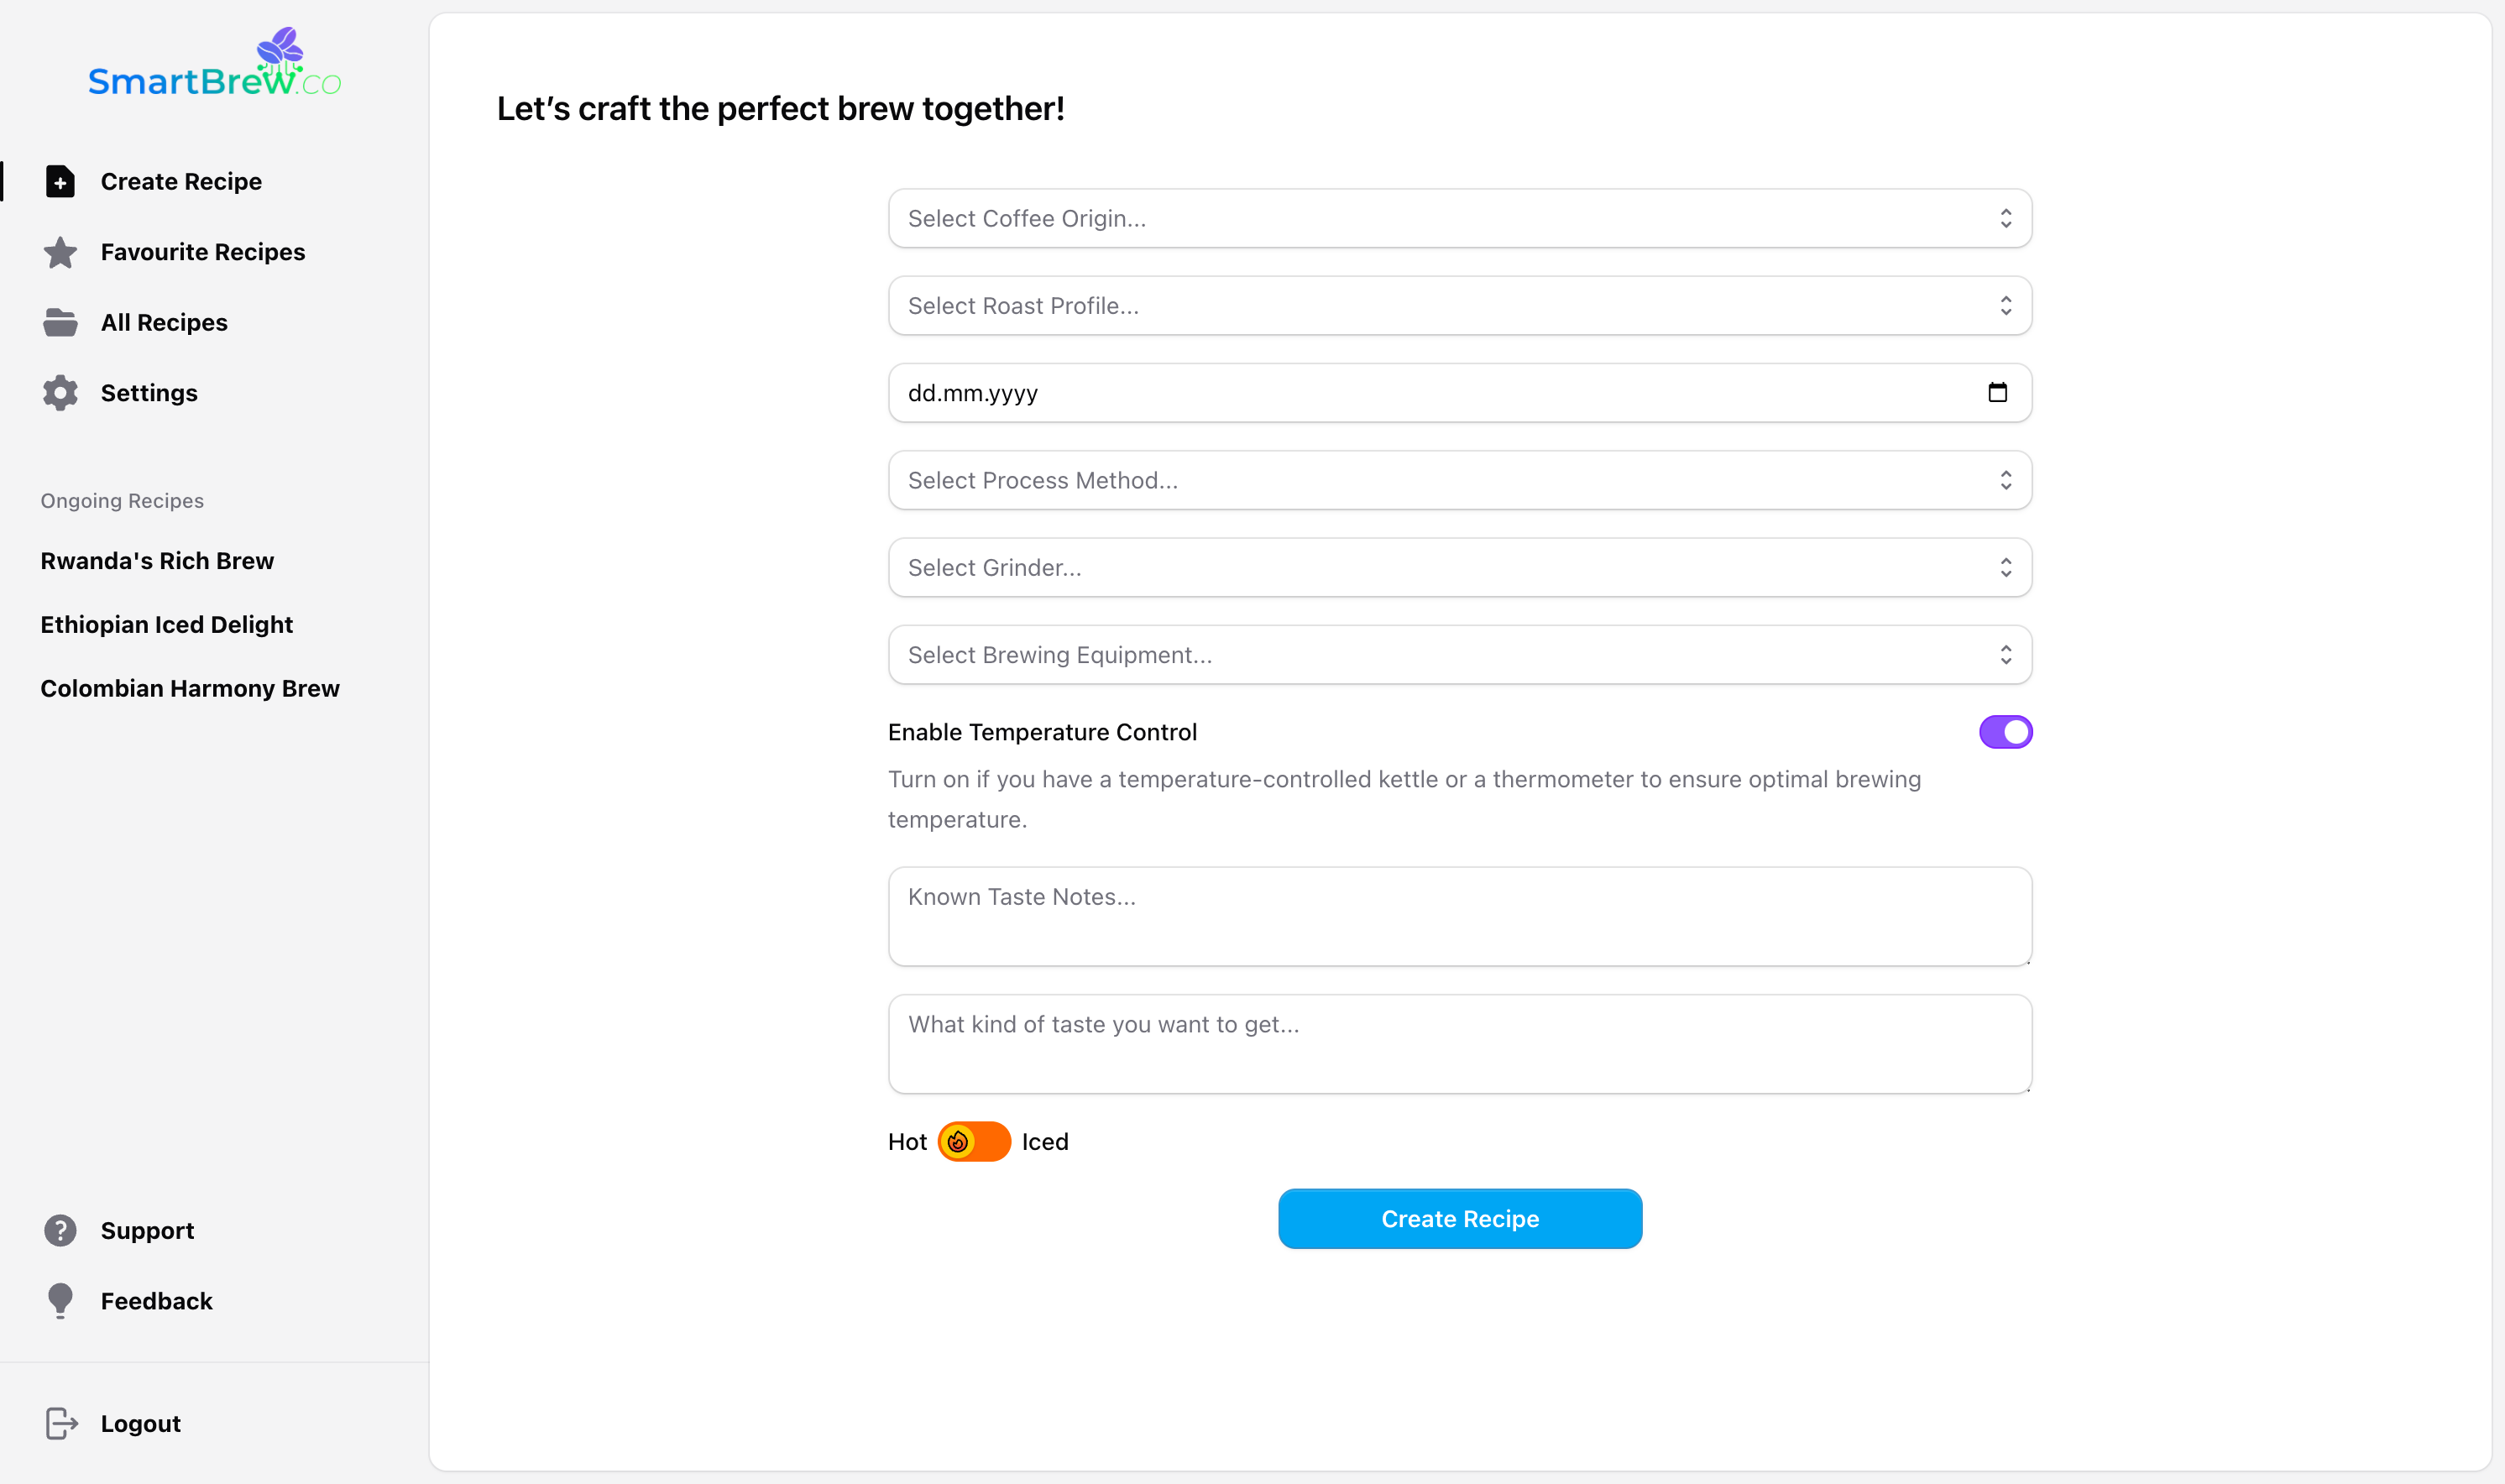 SmartBrew.co
Create Recipe
Favourite Recipes
All Recipes
Settings
Ongoing Recipes
Rwanda's Rich Brew
Ethiopian Iced Delight
Colombian Harmony Brew
Support
Feedback
Logout
Let’s craft the perfect brew together!
Select Coffee Origin...
Select Roast Profile...
dd.mm.yyyy
Select Process Method...
Select Grinder...
Select Brewing Equipment...
Enable Temperature Control
Turn on if you have a temperature-controlled kettle or a thermometer to ensure optimal brewing
temperature.
Known Taste Notes...
What kind of taste you want to get...
Hot Iced
Create Recipe